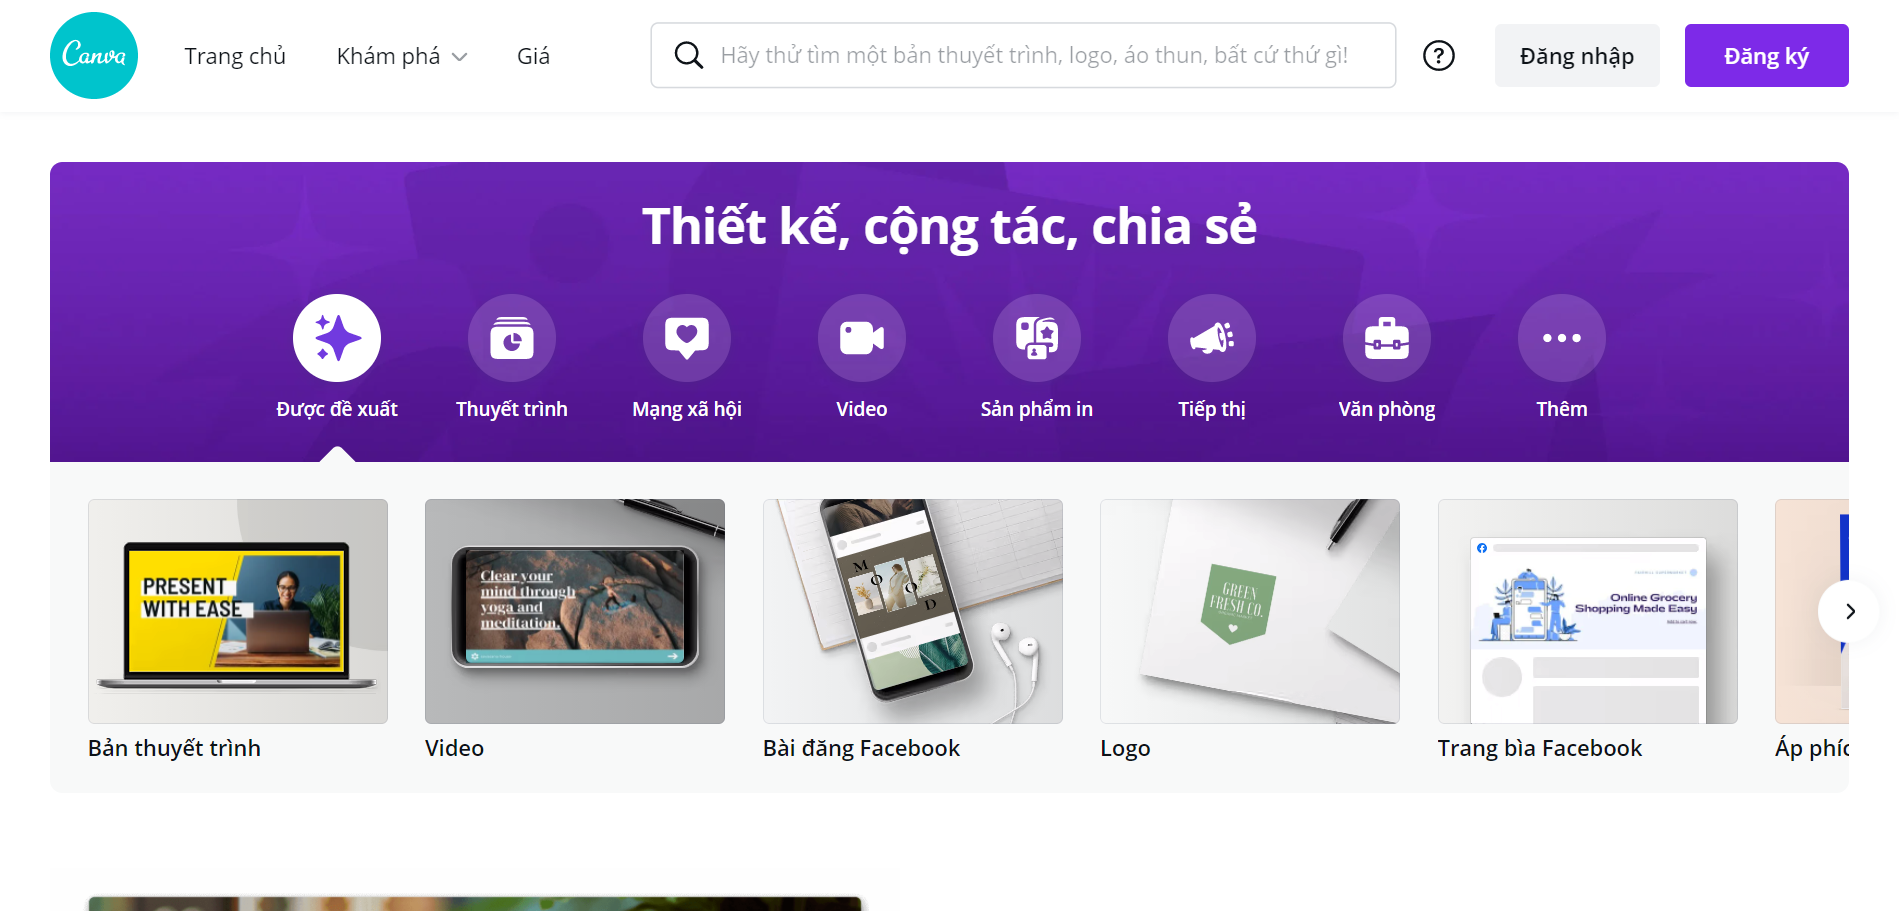 Canva
Trang chủ
Khám phá
Giá
Hãy thử tìm một bản thuyết trình, logo, áo thun, bất cứ thứ gì!
?
Đăng nhập
Đăng ký
Thiết kế, cộng tác, chia sẻ
Được đề xuất
Thuyết trình
Mạng xã hội
Video
Sản phẩm in
Tiếp thị
Văn phòng
Thêm
PRESENT
WITH EASE
Clear your
mind through
yoga and
meditation.
MOOD
GREEN
FRESH CO.
Online Grocery
Shopping Made Easy
Bản thuyết trình
Video
Bài đăng Facebook
Logo
Trang bìa Facebook
Áp phíc